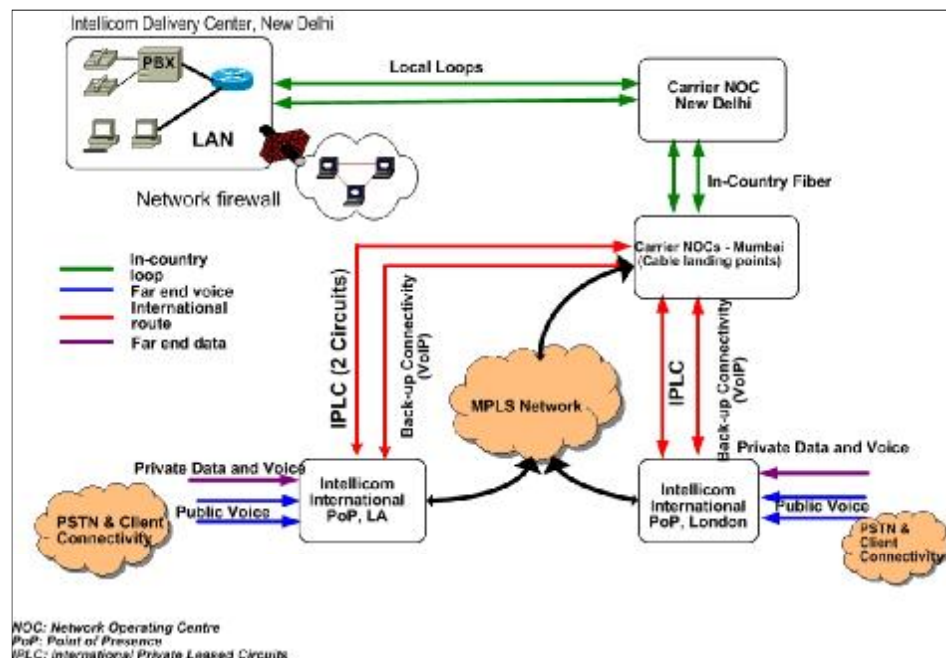 Intellicom Delivery Center, New Delhi
PBX
LAN
Network firewall
Local Loops
Carrier NOC
New Delhi
In-Country Fiber
Carrier NOCs - Mumbai
(Cable landing points)
In-country
loop
Far end voice
International
route
Far end data
IPLC (2 Circuits)
Back-up Connectivity
(VoIP)
MPLS Network
IPLC
Back-up Connectivity
(VoIP)
Private Data and Voice
Public Voice
PSTN & Client
Connectivity
Intellicom
International
PoP, LA
Intellicom
International
PoP, London
Private Data and Voice
Public Voice
PSTN &
Client
Connectivity
NOC: Network Operating Centre
PoP: Point of Presence
IPLC: International Private Leased Circuits